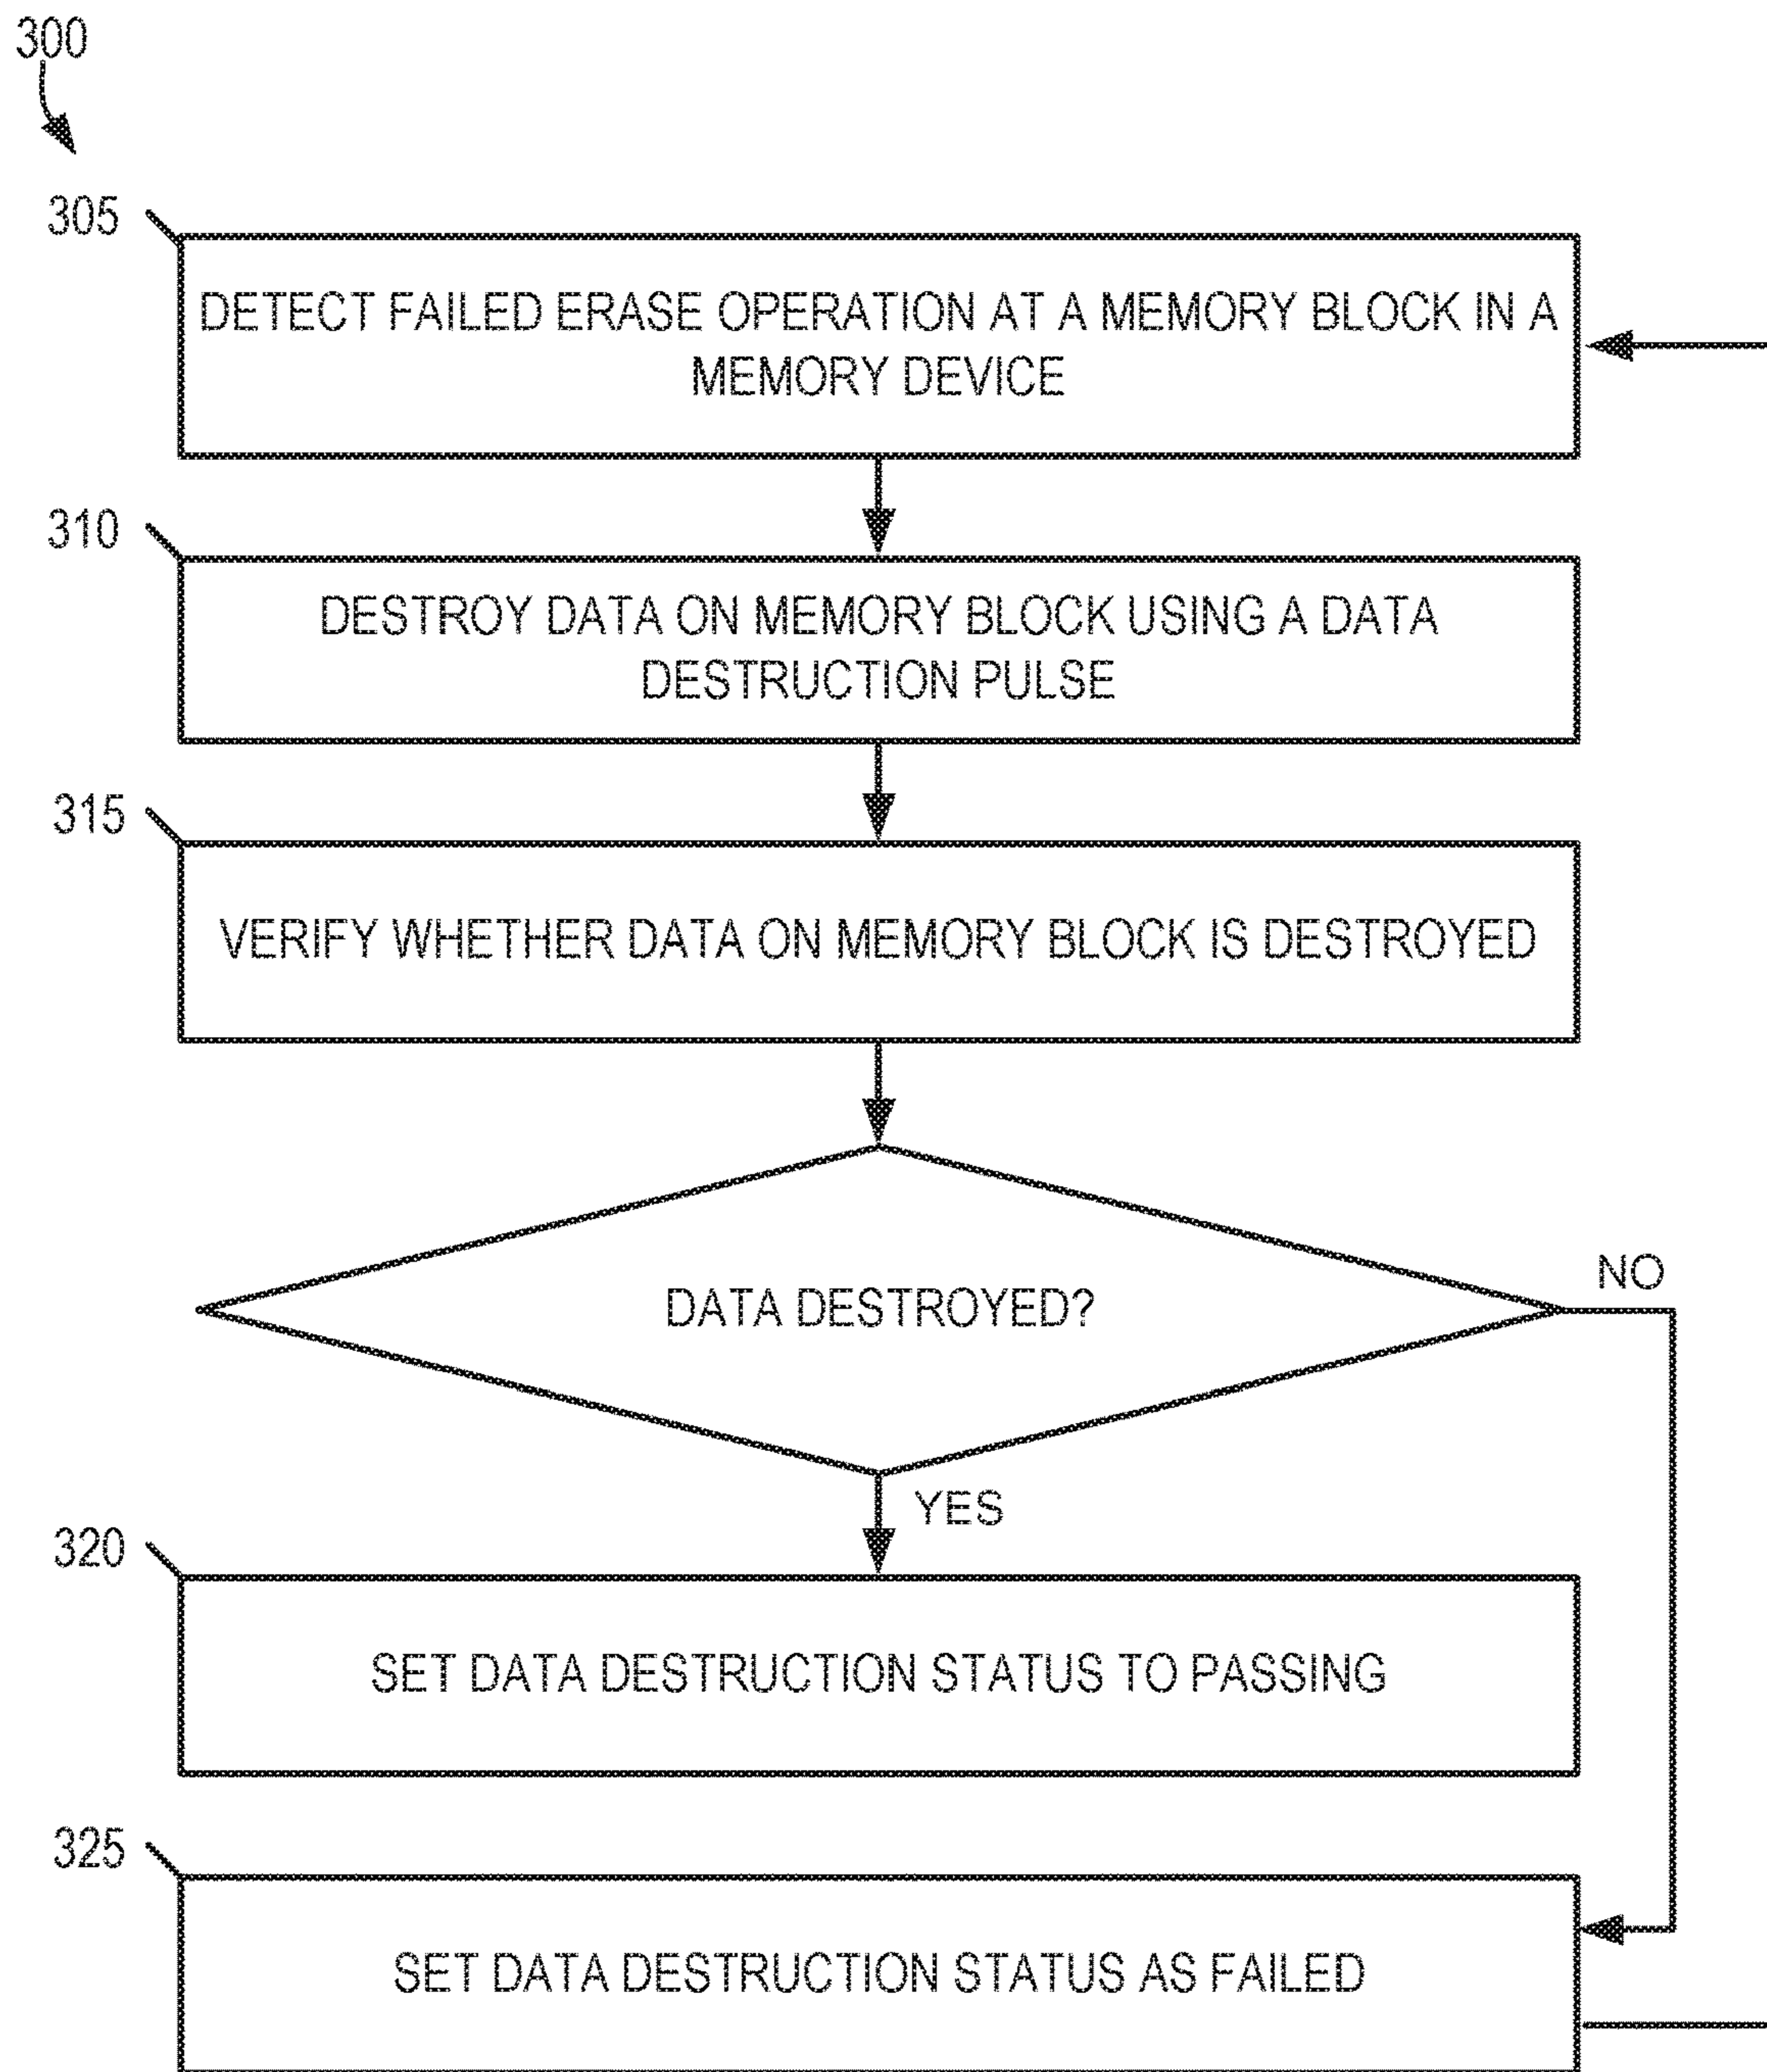 300
305
DETECT FAILED ERASE OPERATION AT A MEMORY BLOCK IN A
MEMORY DEVICE
310
DESTROY DATA ON MEMORY BLOCK USING A DATA
DESTRUCTION PULSE
315
VERIFY WHETHER DATA ON MEMORY BLOCK IS DESTROYED
DATA DESTROYED?
NO
YES
320
SET DATA DESTRUCTION STATUS TO PASSING
325
SET DATA DESTRUCTION STATUS AS FAILED